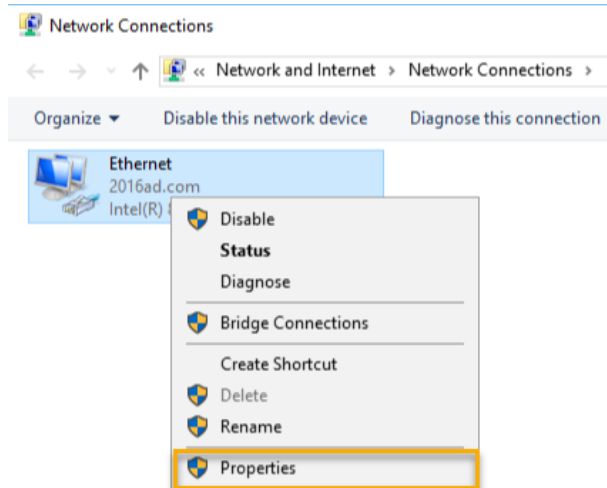 Network Connections
« Network and Internet > Network Connections >
Organize Disable this network device Diagnose this connection
Ethernet
2016ad.com
Intel(R)
Disable
Status
Diagnose
Bridge Connections
Create Shortcut
Delete
Rename
Properties